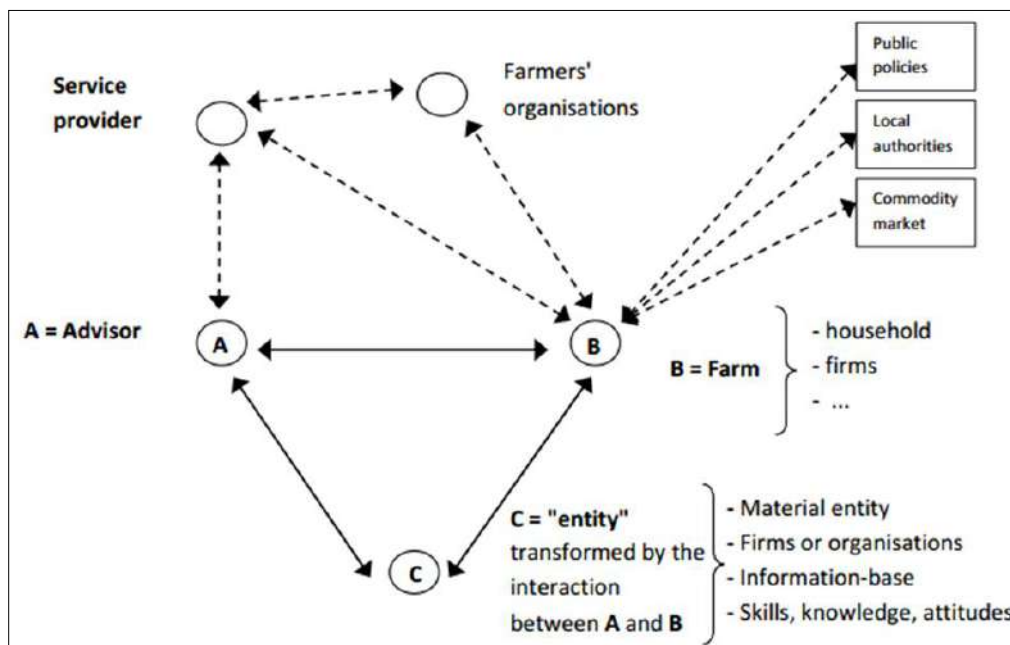 Service
provider
Farmers'
organisations
Public
policies
Local
authorities
Commodity
market
A = Advisor
A
B
B = Farm
- household
- firms
- ...
C
C = "entity"
transformed by the
interaction
between A and B
- Material entity
- Firms or organisations
- Information-base
- Skills, knowledge, attitudes